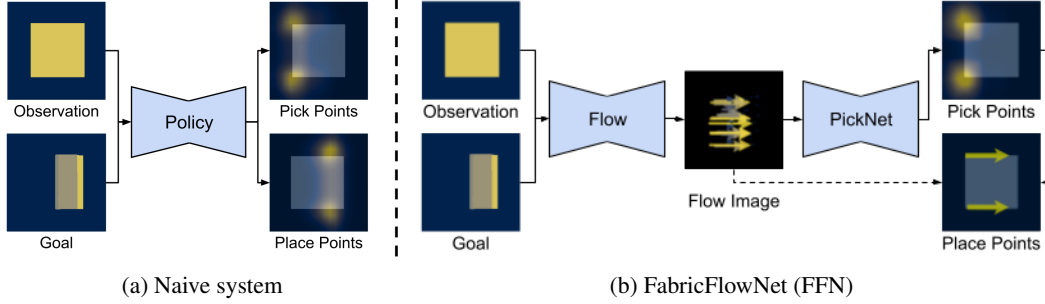 Observation
Goal
Policy
Pick Points
Place Points
(a) Naive system
Observation
Goal
Flow
Flow Image
PickNet
Pick Points
Place Points
(b) FabricFlowNet (FFN)